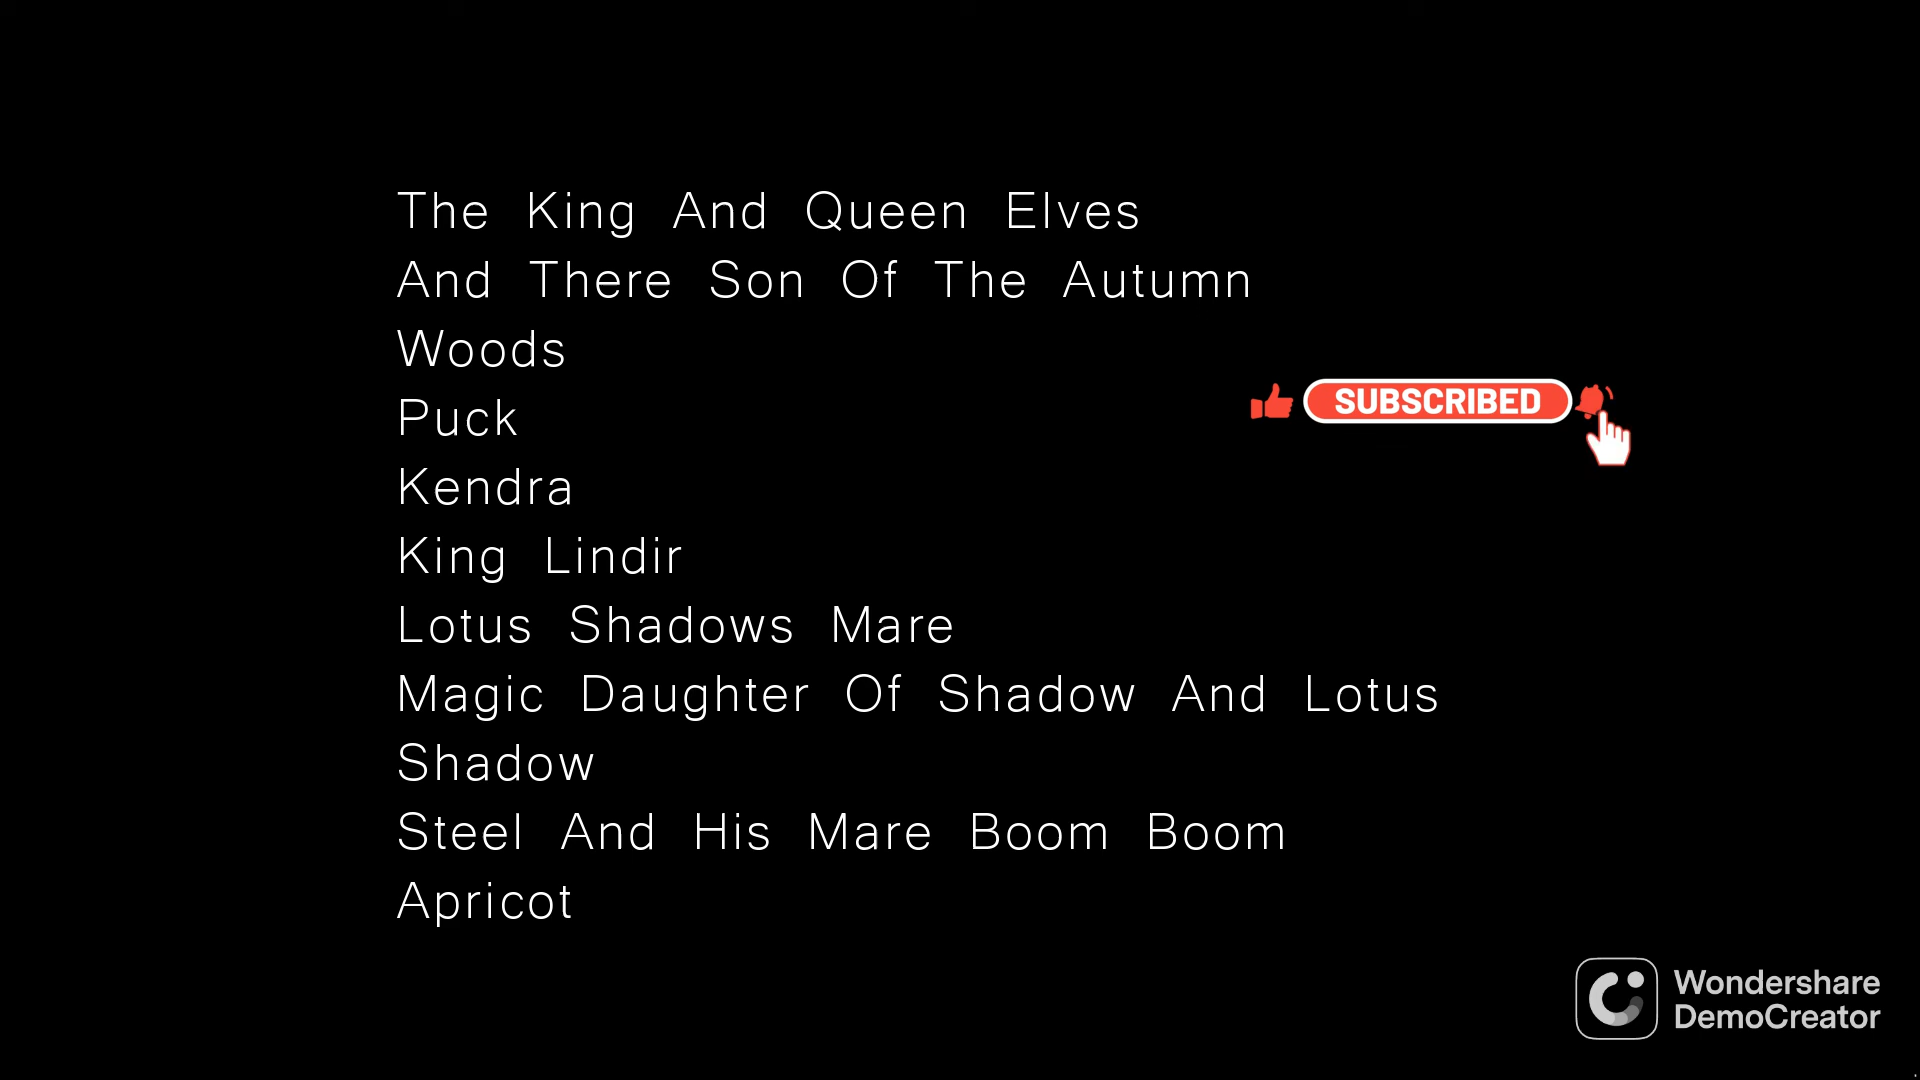 The King And Queen Elves
And There Son Of The Autumn
Woods
Puck
Kendra
King Lindir
Lotus Shadows Mare
Magic Daughter Of Shadow And Lotus
Shadow
Steel And His Mare Boom Boom
Apricot
SUBSCRIBED
Wondershare
DemoCreator